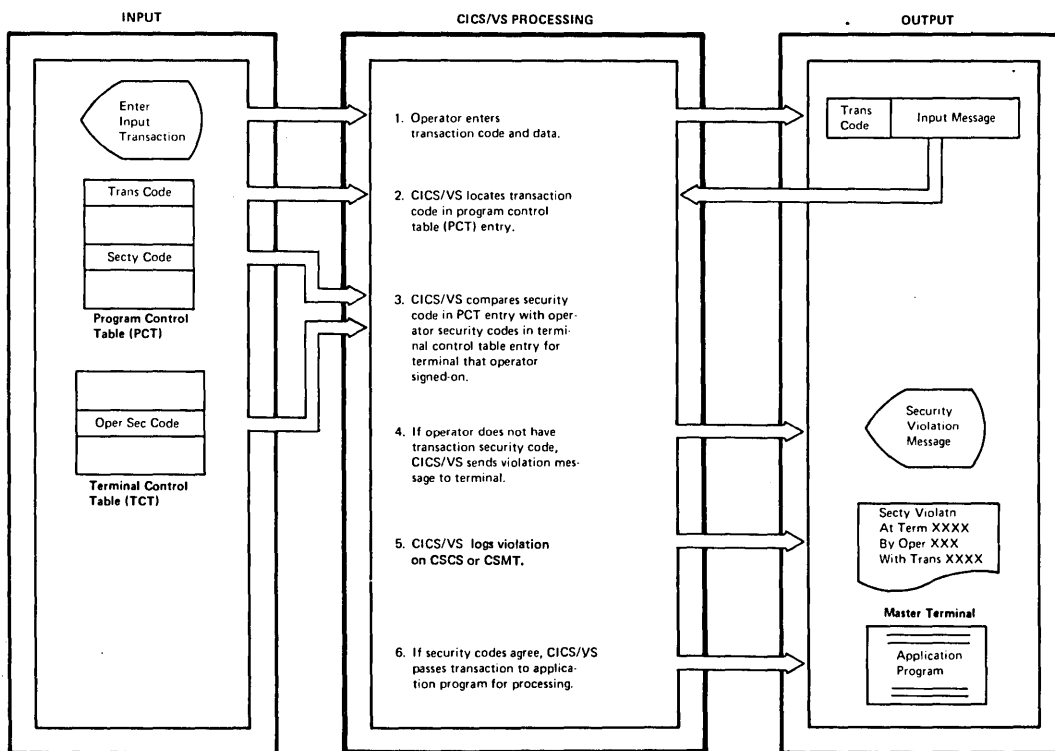 INPUT
CICS/VS PROCESSING
OUTPUT
Enter
Input
Transaction
Trans Code
Secty Code
Program Control
Table (PCT)
Oper Sec Code
Terminal Control
Table (TCT)
1. Operator enters
transaction code and data.
2. CICS/VS locates transaction
code in program control
table (PCT) entry.
3. CICS/VS compares security
code in PCT entry with oper-
ator security codes in termi-
nal control table entry for
terminal that operator
signed-on.
4. If operator does not have
transaction security code,
CICS/VS sends violation mes-
sage to terminal.
5. CICS/VS logs violation
on CSCS or CSMT.
6. If security codes agree, CICS/VS
passes transaction to applica-
tion program for processing.
Trans
Code
Input Message
Security
Violation
Message
Secty Violatn
At Term XXXX
By Oper XXX
With Trans XXXX
Master Terminal
Application
Program